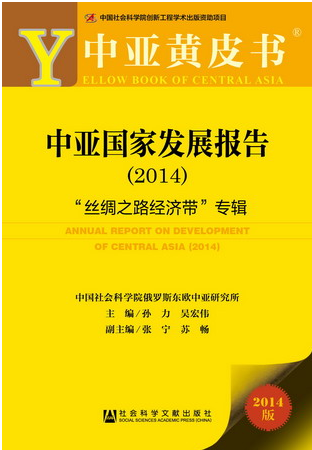 中国社会科学院创新工程学术出版资助项目
Y 中亚黄皮书®
ELLOW BOOK OF CENTRAL ASIA
中亚国家发展报告
(2014)
“丝绸之路经济带”专辑
ANNUAL REPORT ON DEVELOPMENT
OF CENTRAL ASIA (2014)
中国社会科学院俄罗斯东欧中亚研究所
主 编/孙 力 吴宏伟
副主编/张 宁 苏 畅
2014
版
社会科学文献出版社
SOCIAL SCIENCES ACADEMIC PRESS (CHINA)